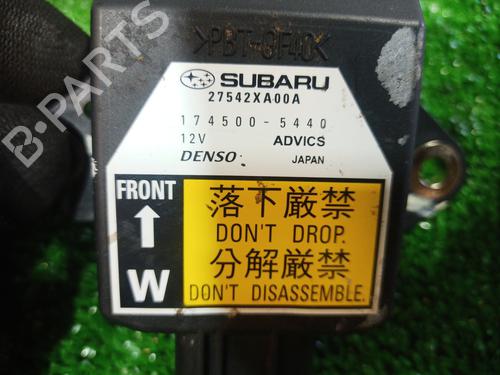 >PBT-GF40<
SUBARU
27542XA00A
174500-5440
12V ADVICS
DENSO JAPAN
FRONT
W
落下厳禁
DON'T DROP.
分解厳禁
DON'T DISASSEMBLE.
B-PARTS